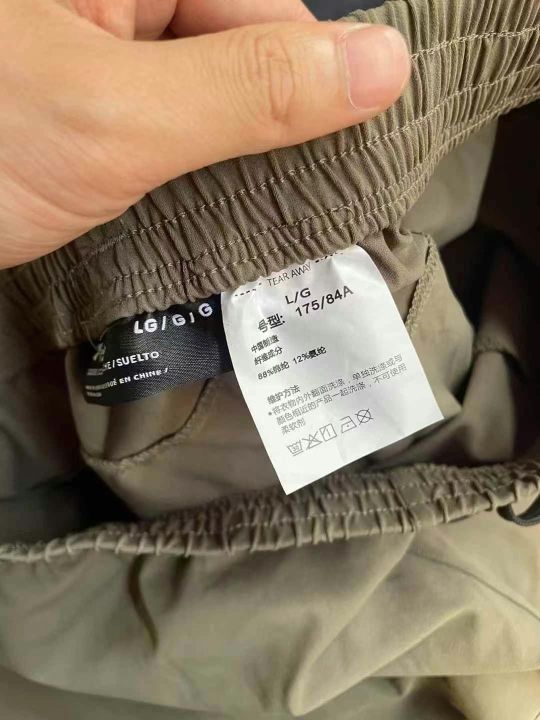 TEAR AWAY
L/G
号型: 175/84A
中国制造
纤维成分
88%锦纶 12%氨纶
维护方法
*将衣物内外翻面洗涤，单独洗涤或与
颜色相近的产品一起洗涤，不可使用
柔软剂
LG/G|G
/SUELTO
EN CHINE /